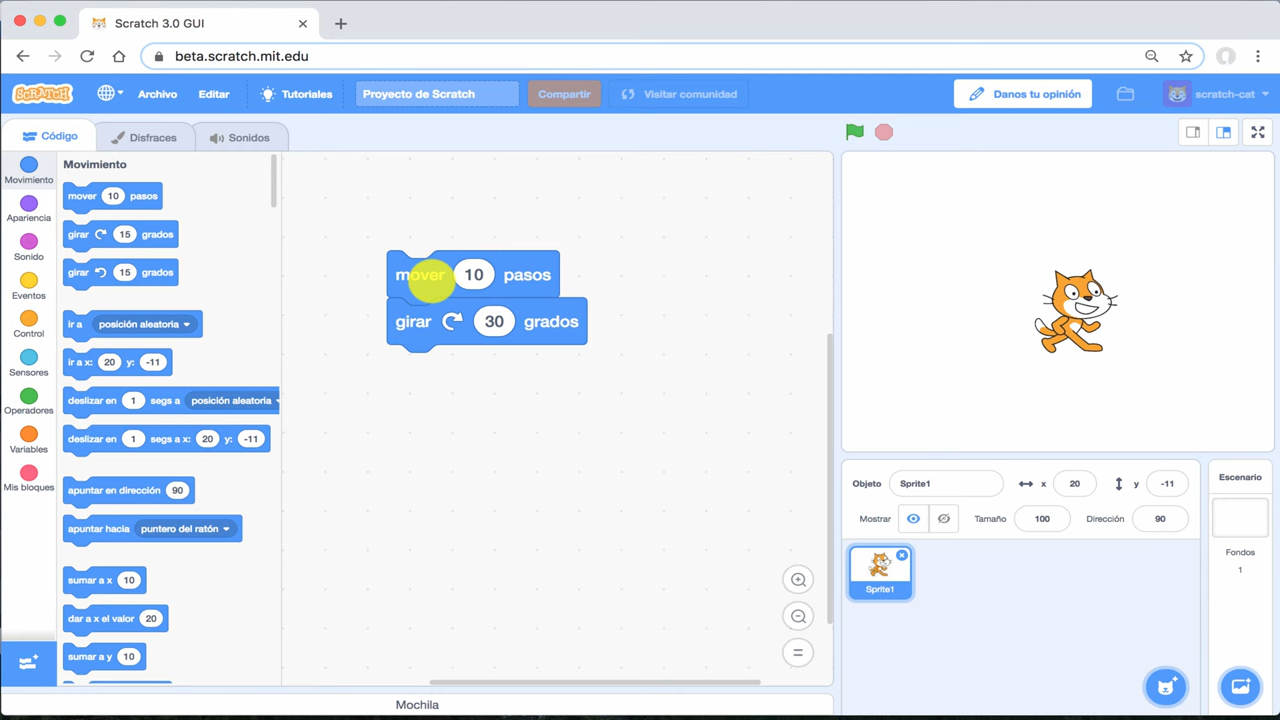 Scratch 3.0 GUI
beta.scratch.mit.edu
SCRATCH
Archivo
Editar
Tutoriales
Proyecto de Scratch
Compartir
Visitar comunidad
Danos tu opinión
scratch-cat
Código
Disfraces
Sonidos
Movimiento
Apariencia
Sonido
Eventos
Control
Sensores
Operadores
Variables
Mis bloques
Movimiento
mover 10 pasos
girar 15 grados
girar 15 grados
ir a posición aleatoria
ir a x: 20 y: -11
deslizar en 1 segs a posición aleatoria
deslizar en 1 segs a x: 20 y: -11
apuntar en dirección 90
apuntar hacia puntero del ratón
sumar a x 10
dar a x el valor 20
sumar a y 10
mover 10 pasos
girar 30 grados
Objeto Sprite1 x 20 y -11
Mostrar Tamaño 100 Dirección 90
Sprite1
Escenario
Fondos
1
Mochila